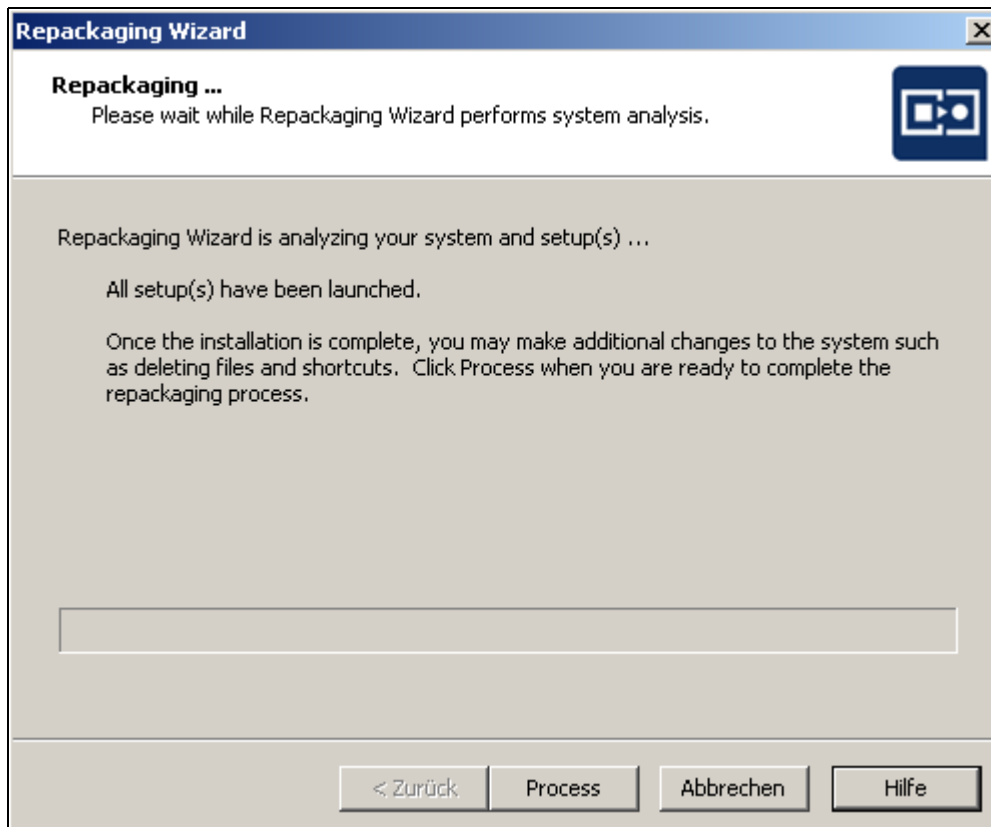 Repackaging Wizard
Repackaging ...
Please wait while Repackaging Wizard performs system analysis.
Repackaging Wizard is analyzing your system and setup(s) ...
All setup(s) have been launched.
Once the installation is complete, you may make additional changes to the system such
as deleting files and shortcuts.  Click Process when you are ready to complete the
repackaging process.
< Zurück
Process
Abbrechen
Hilfe